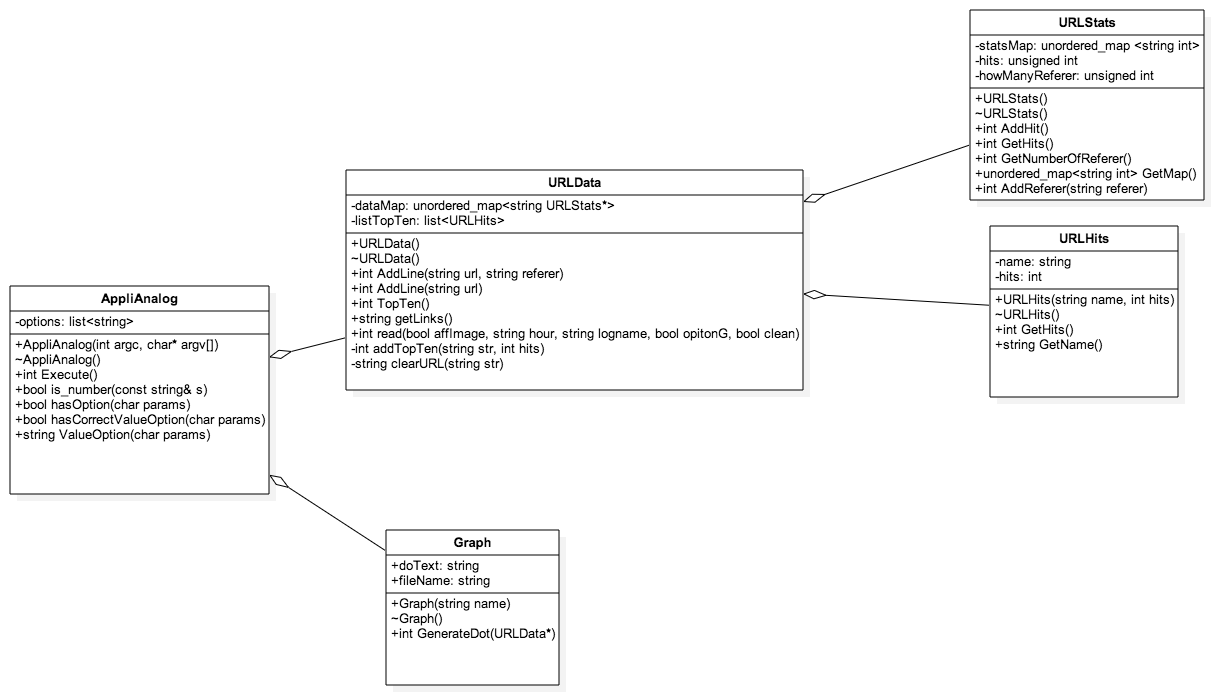 URLStats
-statsMap: unordered_map <string int>
-hits: unsigned int
-howManyReferer: unsigned int
+URLStats()
~URLStats()
+int AddHit()
+int GetHits()
+int GetNumberOfReferer()
+unordered_map<string int> GetMap()
+int AddReferer(string referer)
URLData
-dataMap: unordered_map<string URLStats*>
-listTopTen: list<URLHits>
+URLData()
~URLData()
+int AddLine(string url, string referer)
+int AddLine(string url)
+int TopTen()
+string getLinks()
+int read(bool affImage, string hour, string logname, bool opitonG, bool clean)
-int addTopTen(string str, int hits)
-string clearURL(string str)
URLHits
-name: string
-hits: int
+URLHits(string name, int hits)
~URLHits()
+int GetHits()
+string GetName()
AppliAnalog
-options: list<string>
+AppliAnalog(int argc, char* argv[])
~AppliAnalog()
+int Execute()
+bool is_number(const string& s)
+bool hasOption(char params)
+bool hasCorrectValueOption(char params)
+string ValueOption(char params)
Graph
+doText: string
+fileName: string
+Graph(string name)
~Graph()
+int GenerateDot(URLData*)